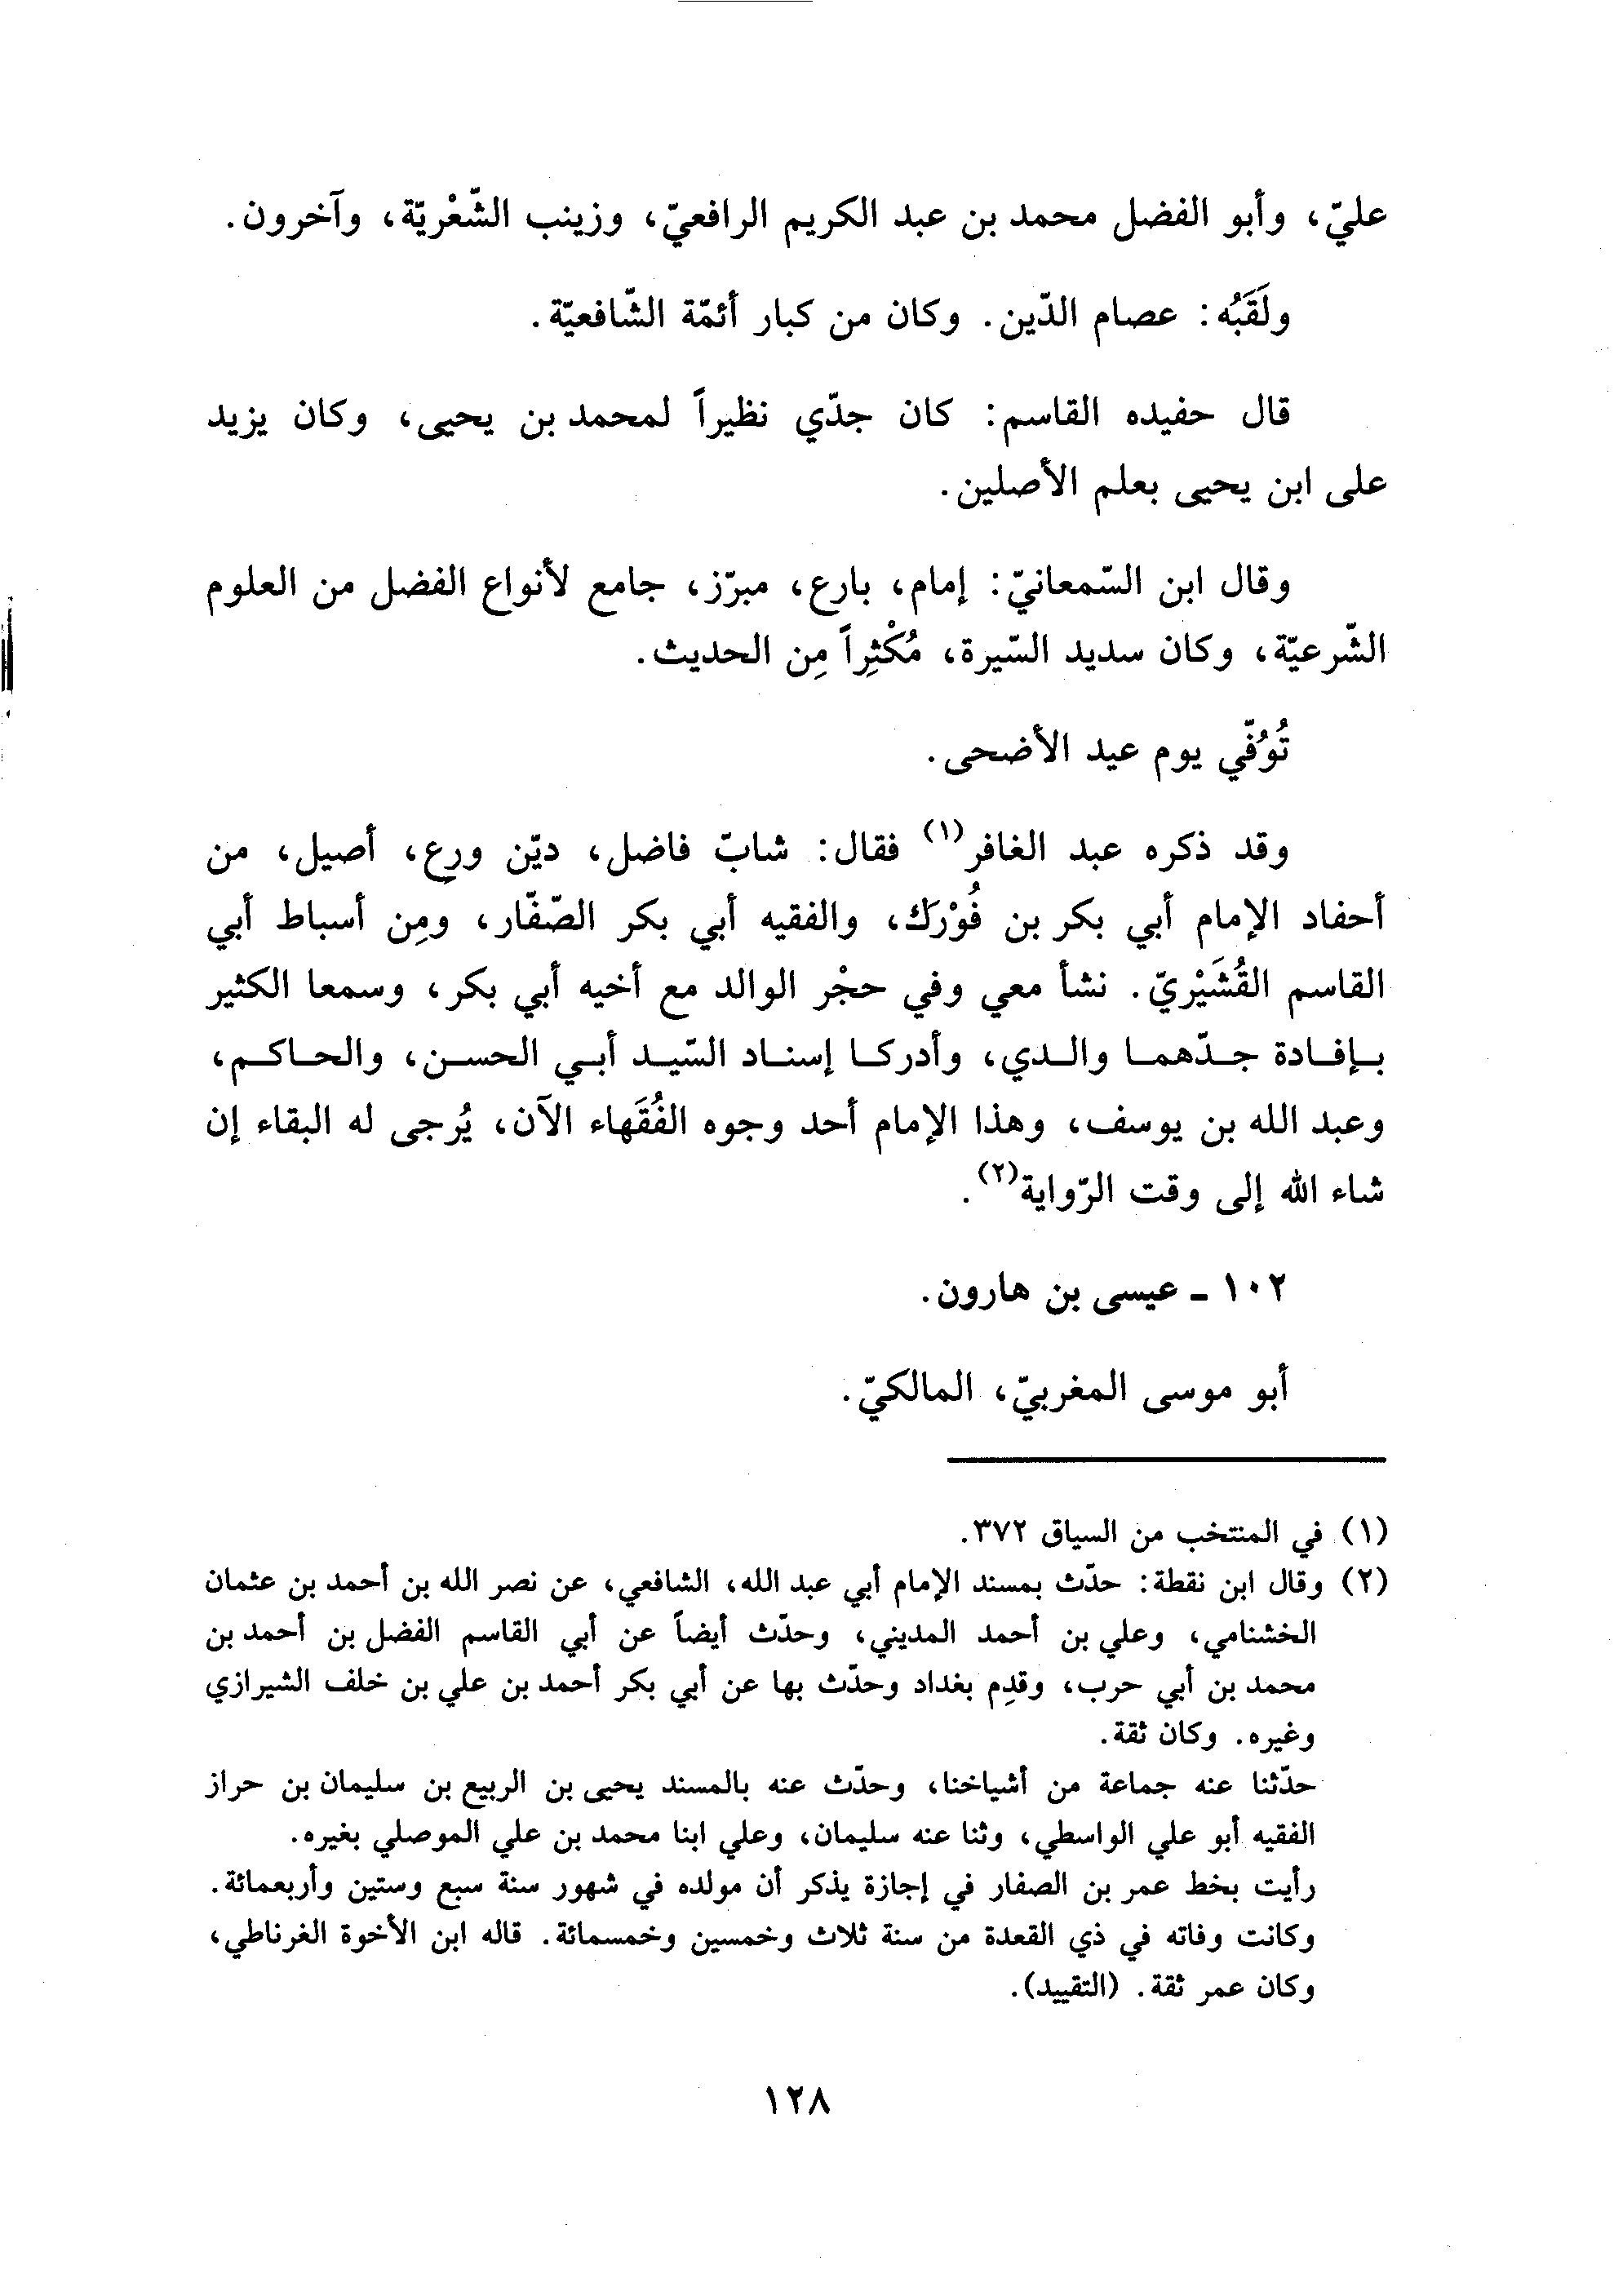 عليّ، وأبو الفضل محمد بن عبد الكريم الرافعيّ، وزينب الشّعْريّة، وآخرون.
ولَقَبُه: عصام الدّين. وكان من كبار أئمّة الشّافعيّة.
قال حفيده القاسم: كان جدّي نظيراً لمحمد بن يحيى، وكان يزيد
على ابن يحيى بعلم الأصلين.
وقال ابن السّمعانيّ: إمام، بارع، مبرّز، جامع لأنواع الفضل من العلوم
الشّرعيّة، وكان سديد السّيرة، مُكْثِراً مِن الحديث.
تُوُفّي يوم عيد الأضحى.
وقد ذكره عبد الغافر(١) فقال: شابّ فاضل، ديّن ورِع، أصيل، من
أحفاد الإمام أبي بكر بن فُوْرَك، والفقيه أبي بكر الصّفّار، ومِن أسباط أبي
القاسم القُشَيْريّ. نشأ معي وفي حجْر الوالد مع أخيه أبي بكر، وسمعا الكثير
بإفادة جدّهما والدي، وأدركا إسناد السّيد أبي الحسن، والحاكم،
وعبد الله بن يوسف، وهذا الإمام أحد وجوه الفُقَهاء الآن، يُرجى له البقاء إن
شاء الله إلى وقت الرّواية(٢).
١٠٢ - عيسى بن هارون.
أبو موسى المغربيّ، المالكيّ.
(١) في المنتخب من السياق ٣٧٢.
(٢) وقال ابن نقطة: حدّث بمسند الإمام أبي عبد الله، الشافعي، عن نصر الله بن أحمد بن عثمان
الخشنامي، وعلي بن أحمد المديني، وحدّث أيضاً عن أبي القاسم الفضل بن أحمد بن
محمد بن أبي حرب، وقدِم بغداد وحدّث بها عن أبي بكر أحمد بن علي بن خلف الشيرازي
وغيره. وكان ثقة.
حدّثنا عنه جماعة من أشياخنا، وحدّث عنه بالمسند يحيى بن الربيع بن سليمان بن حراز
الفقيه أبو علي الواسطي، وثنا عنه سليمان، وعلي ابنا محمد بن علي الموصلي بغيره.
رأيت بخط عمر بن الصفار في إجازة يذكر أن مولده في شهور سنة سبع وستين وأربعمائة.
وكانت وفاته في ذي القعدة من سنة ثلاث وخمسين وخمسمائة. قاله ابن الأخوة الغرناطي،
وكان عمر ثقة. (التقييد).
١٢٨